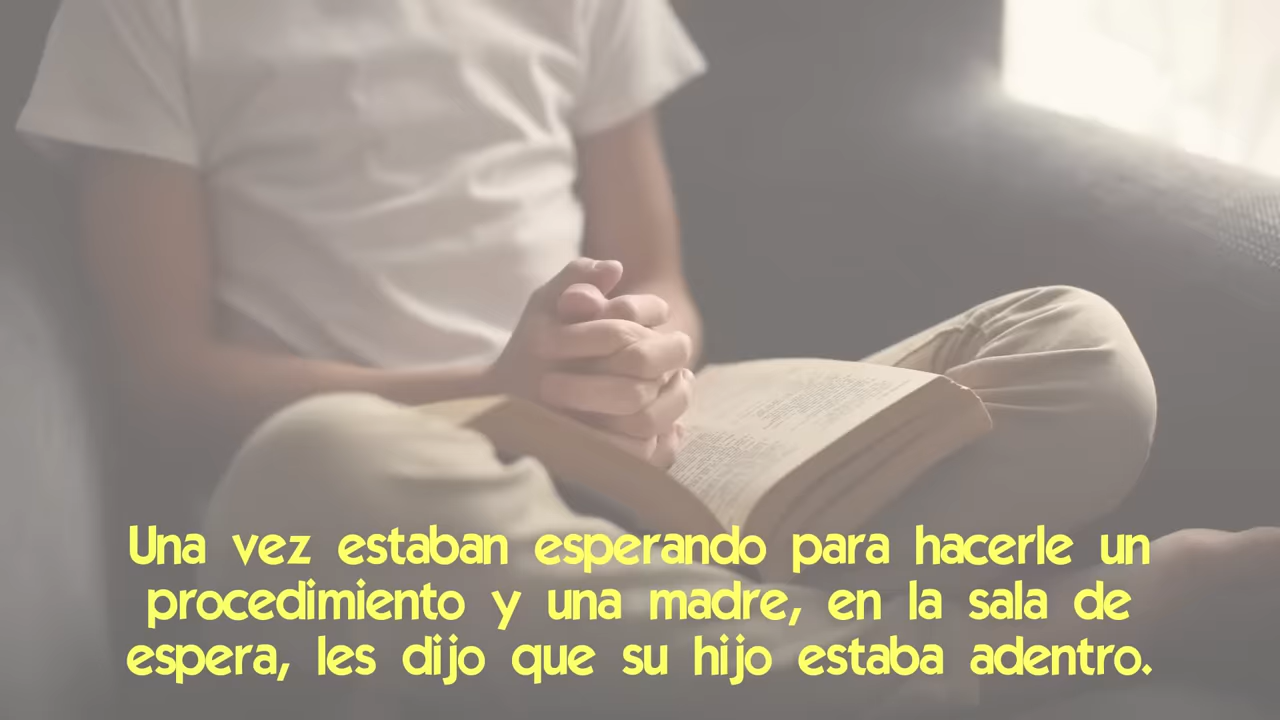 Una vez estaban esperando para hacerle un
procedimiento y una madre, en la sala de
espera, les dijo que su hijo estaba adentro.